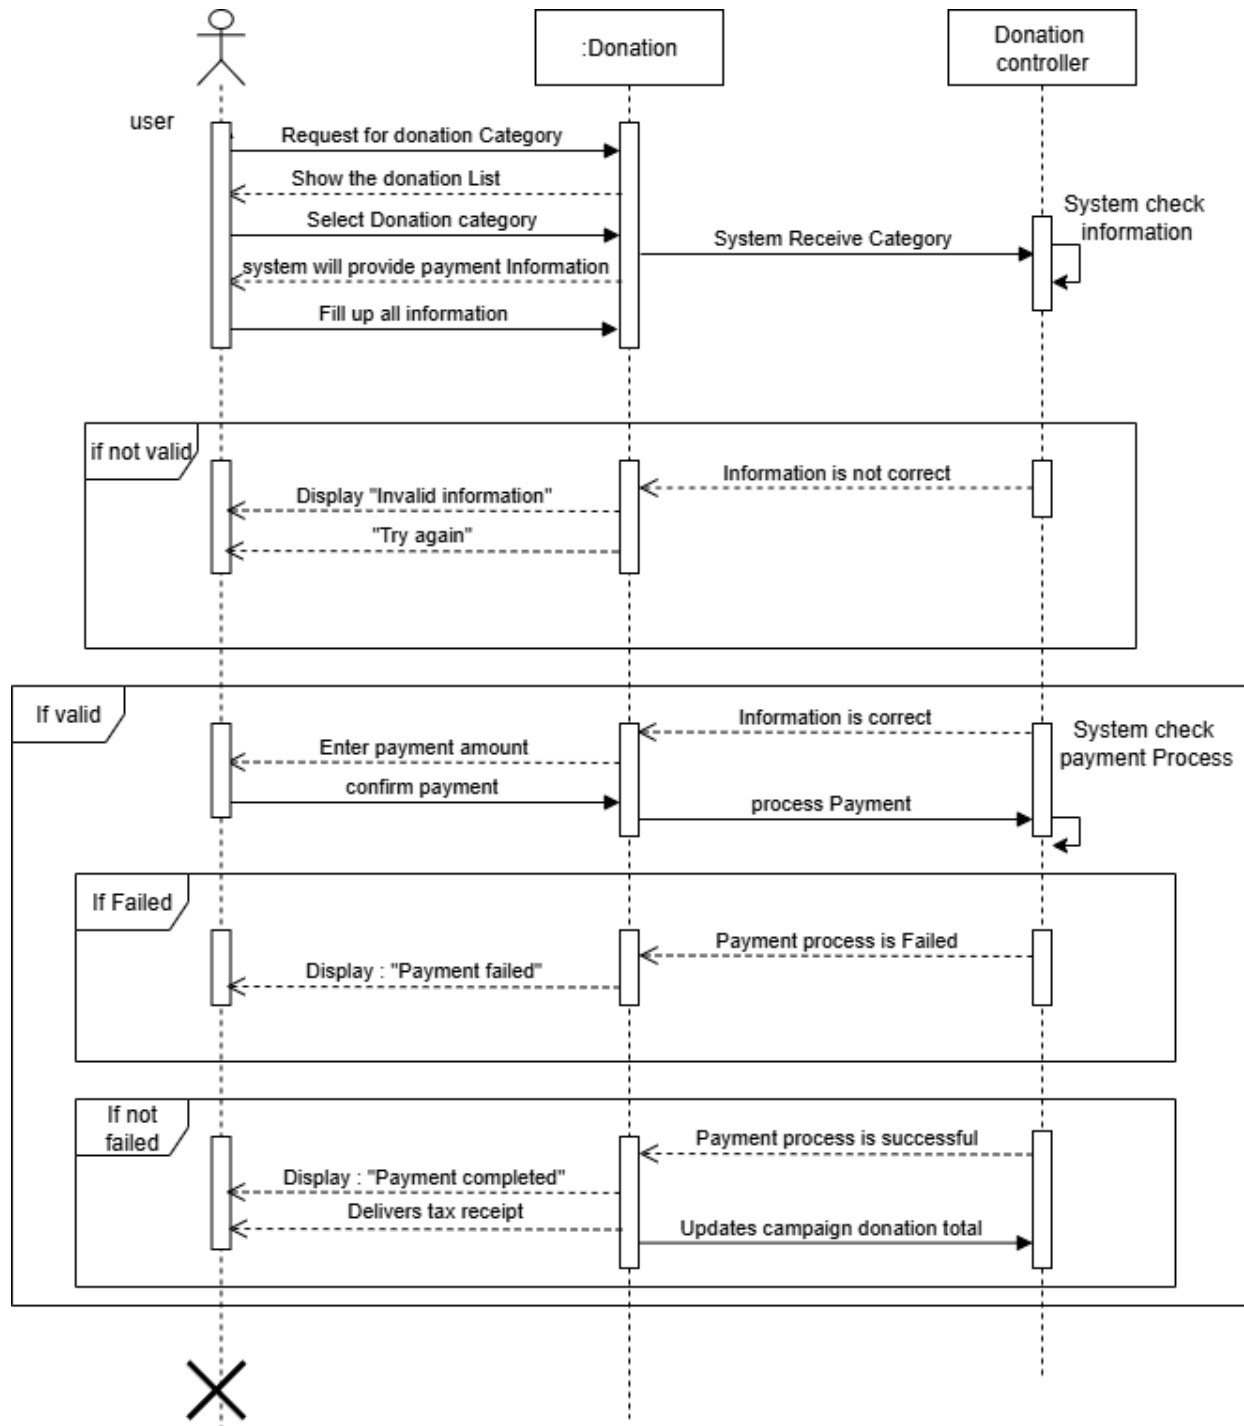 :Donation
Donation
controller
user
Request for donation Category
Show the donation List
Select Donation category
System Receive Category
System check
information
system will provide payment Information
Fill up all information
if not valid
Information is not correct
Display "Invalid information"
"Try again"
If valid
Information is correct
System check
payment Process
Enter payment amount
confirm payment
process Payment
If Failed
Payment process is Failed
Display : "Payment failed"
If not
failed
Payment process is successful
Display : "Payment completed"
Delivers tax receipt
Updates campaign donation total